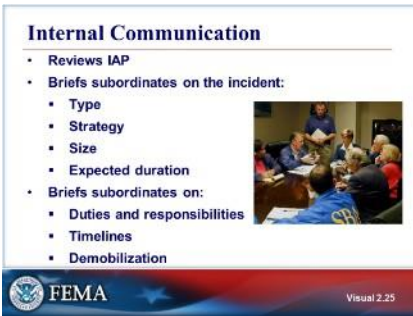 Internal Communication
• Reviews IAP
• Briefs subordinates on the incident:
▪ Type
▪ Strategy
▪ Size
▪ Expected duration
• Briefs subordinates on:
▪ Duties and responsibilities
▪ Timelines
▪ Demobilization
FEMA
Visual 2.25